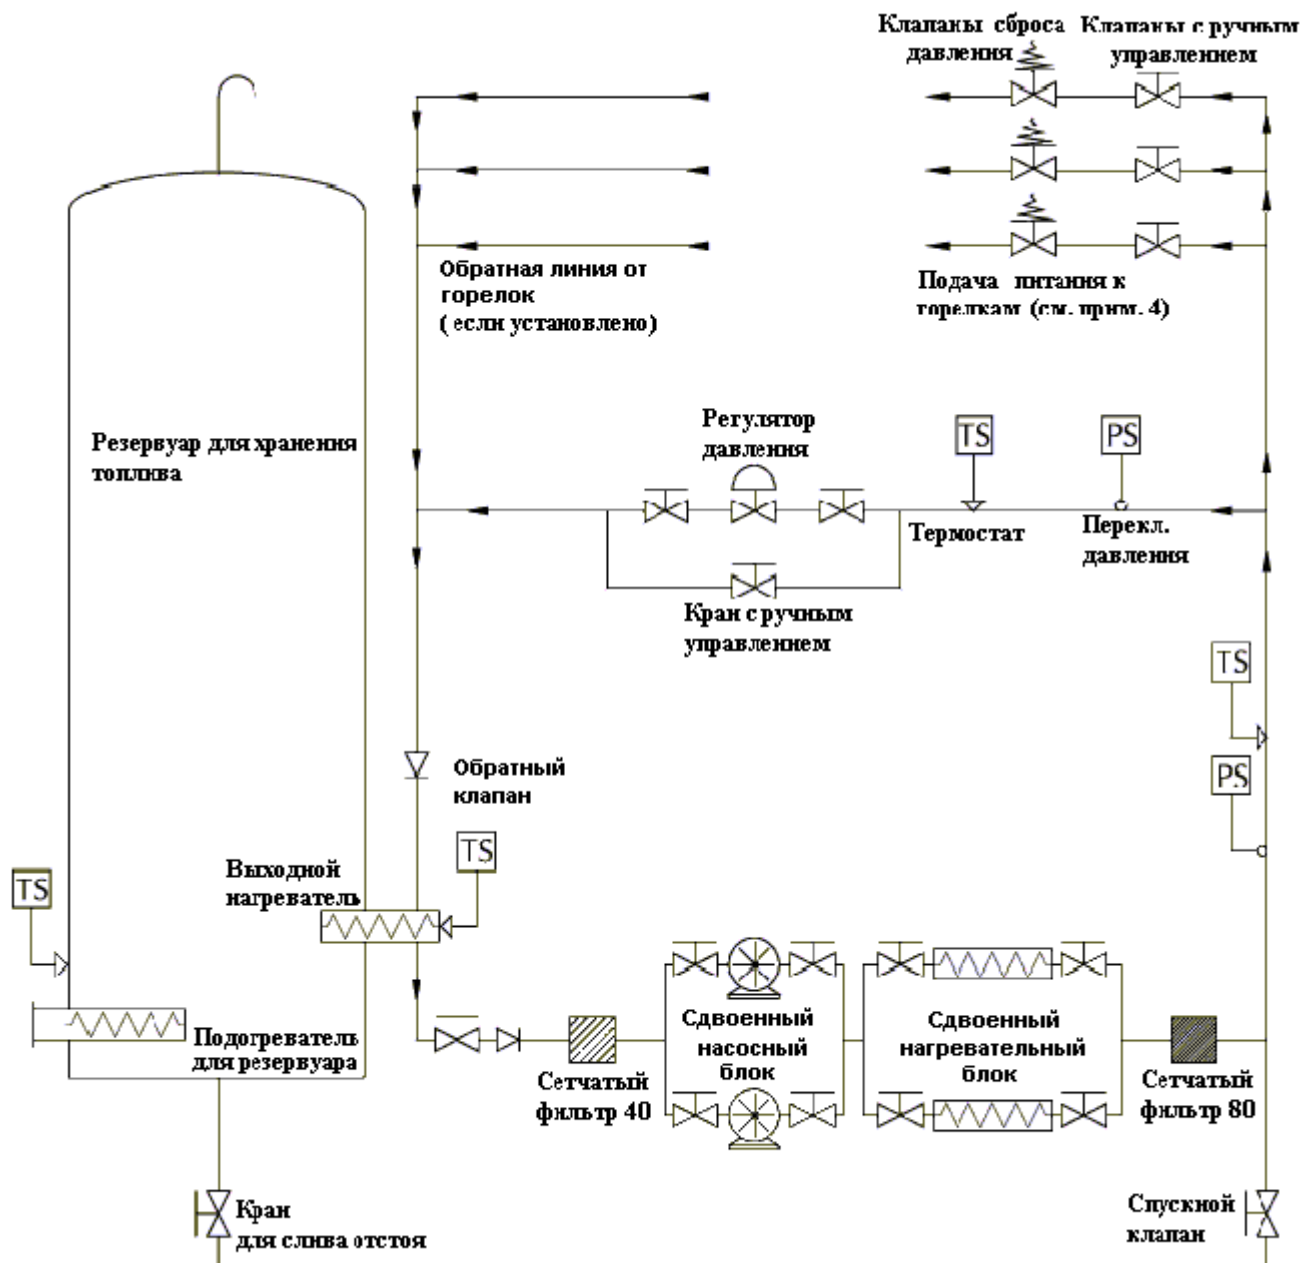 Клапаны сброса
давления
Клапаны с ручным
управлением
Обратная линия от
горелок
( если установлено)
Подача питания к
горелкам (см. прим. 4)
Резервуар для хранения
топлива
Регулятор
давления
TS
PS
Термостат
Перекл.
давления
Кран с ручным
управлением
TS
PS
Обратный
клапан
TS
Выходной
нагреватель
TS
Подогреватель
для резервуара
Сдвоенный
насосный
блок
Сдвоенный
нагревательный
блок
Сетчатый
фильтр 40
Сетчатый
фильтр 80
Кран
для слива отстоя
Спускной
клапан